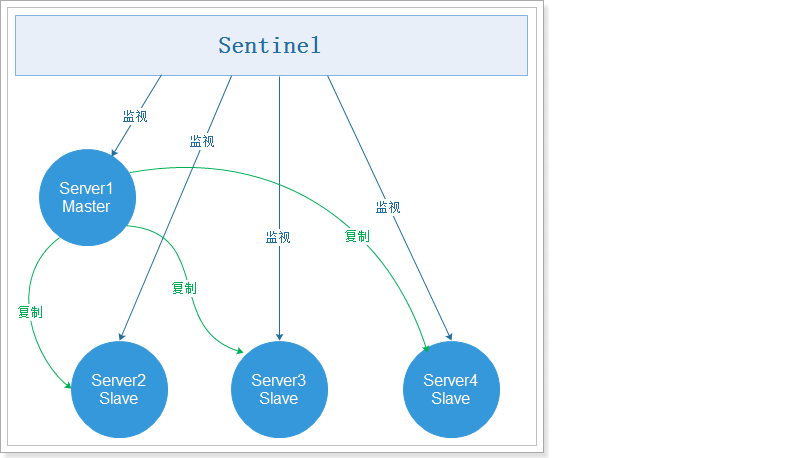 Sentinel
监视
监视
Server1
Master
监视
监视
复制
复制
复制
Server2
Slave
Server3
Slave
Server4
Slave